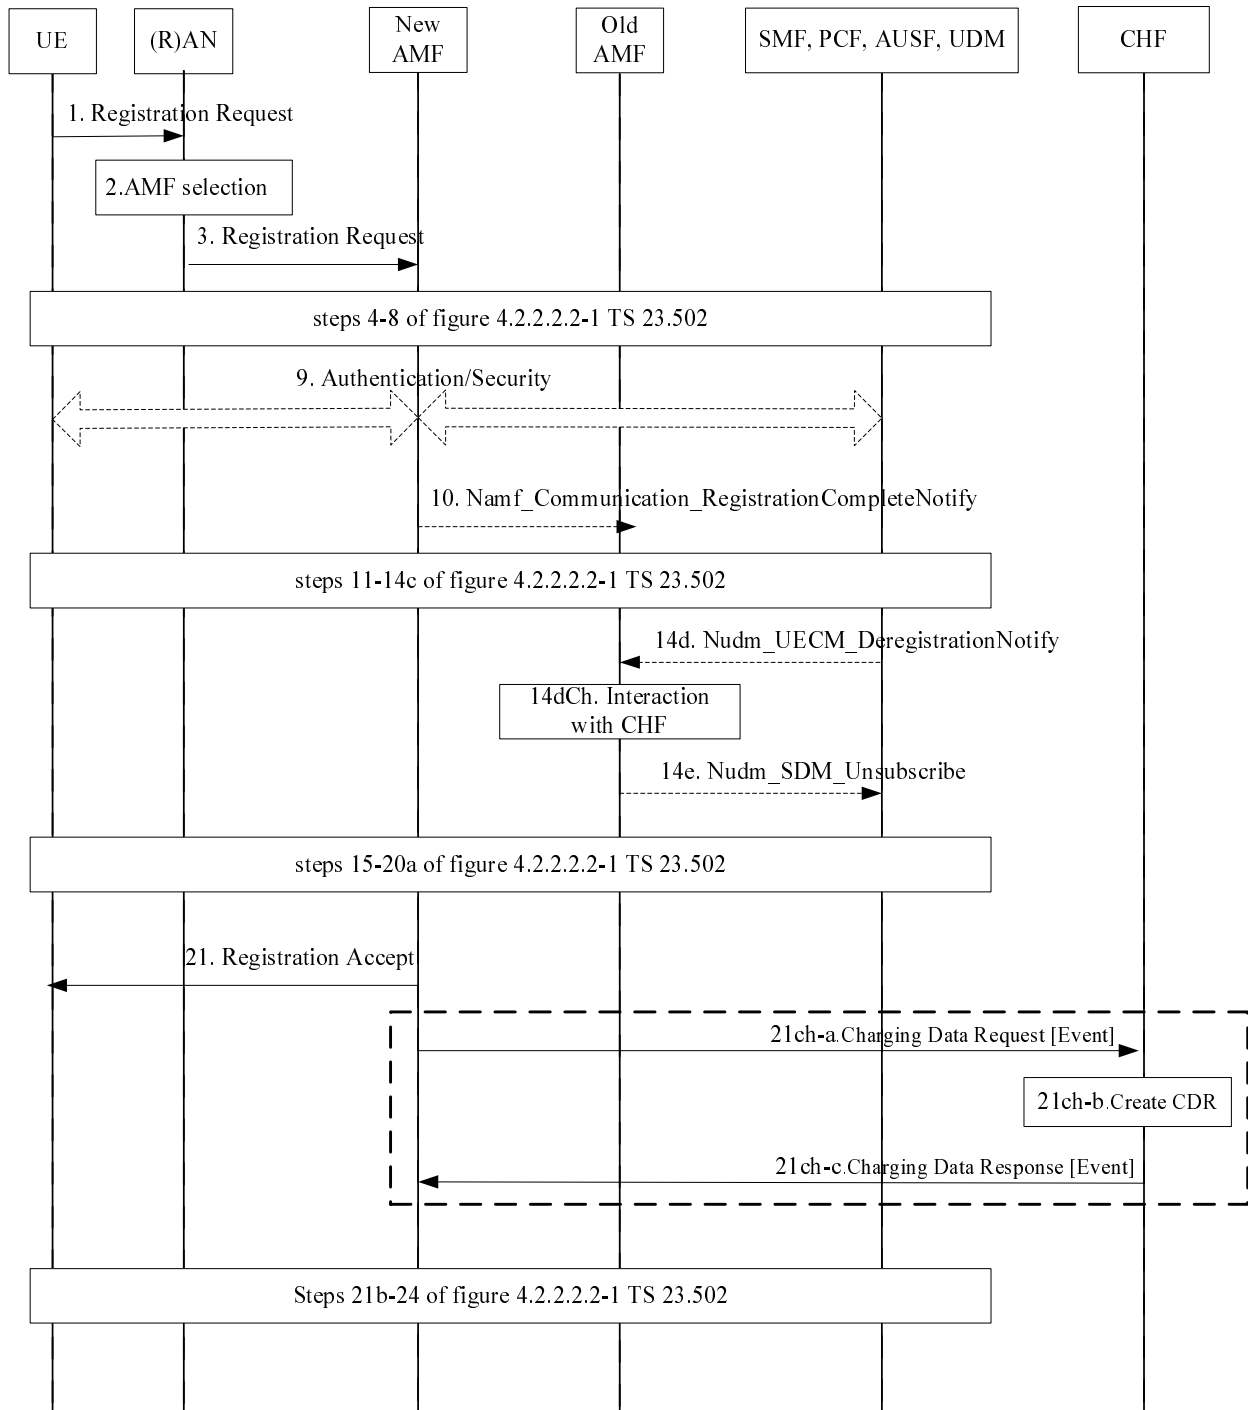 UE
(R)AN
New
AMF
Old
AMF
SMF, PCF, AUSF, UDM
CHF
1. Registration Request
2.AMF selection
3. Registration Request
steps 4-8 of figure 4.2.2.2.2-1 TS 23.502
9. Authentication/Security
10. Namf_Communication_RegistrationCompleteNotify
steps 11-14c of figure 4.2.2.2.2-1 TS 23.502
14d. Nudm_UECM_DeregistrationNotify
14dCh. Interaction
with CHF
14e. Nudm_SDM_Unsubscribe
steps 15-20a of figure 4.2.2.2.2-1 TS 23.502
21. Registration Accept
21ch-a.Charging Data Request [Event]
21ch-b.Create CDR
21ch-c.Charging Data Response [Event]
Steps 21b-24 of figure 4.2.2.2.2-1 TS 23.502